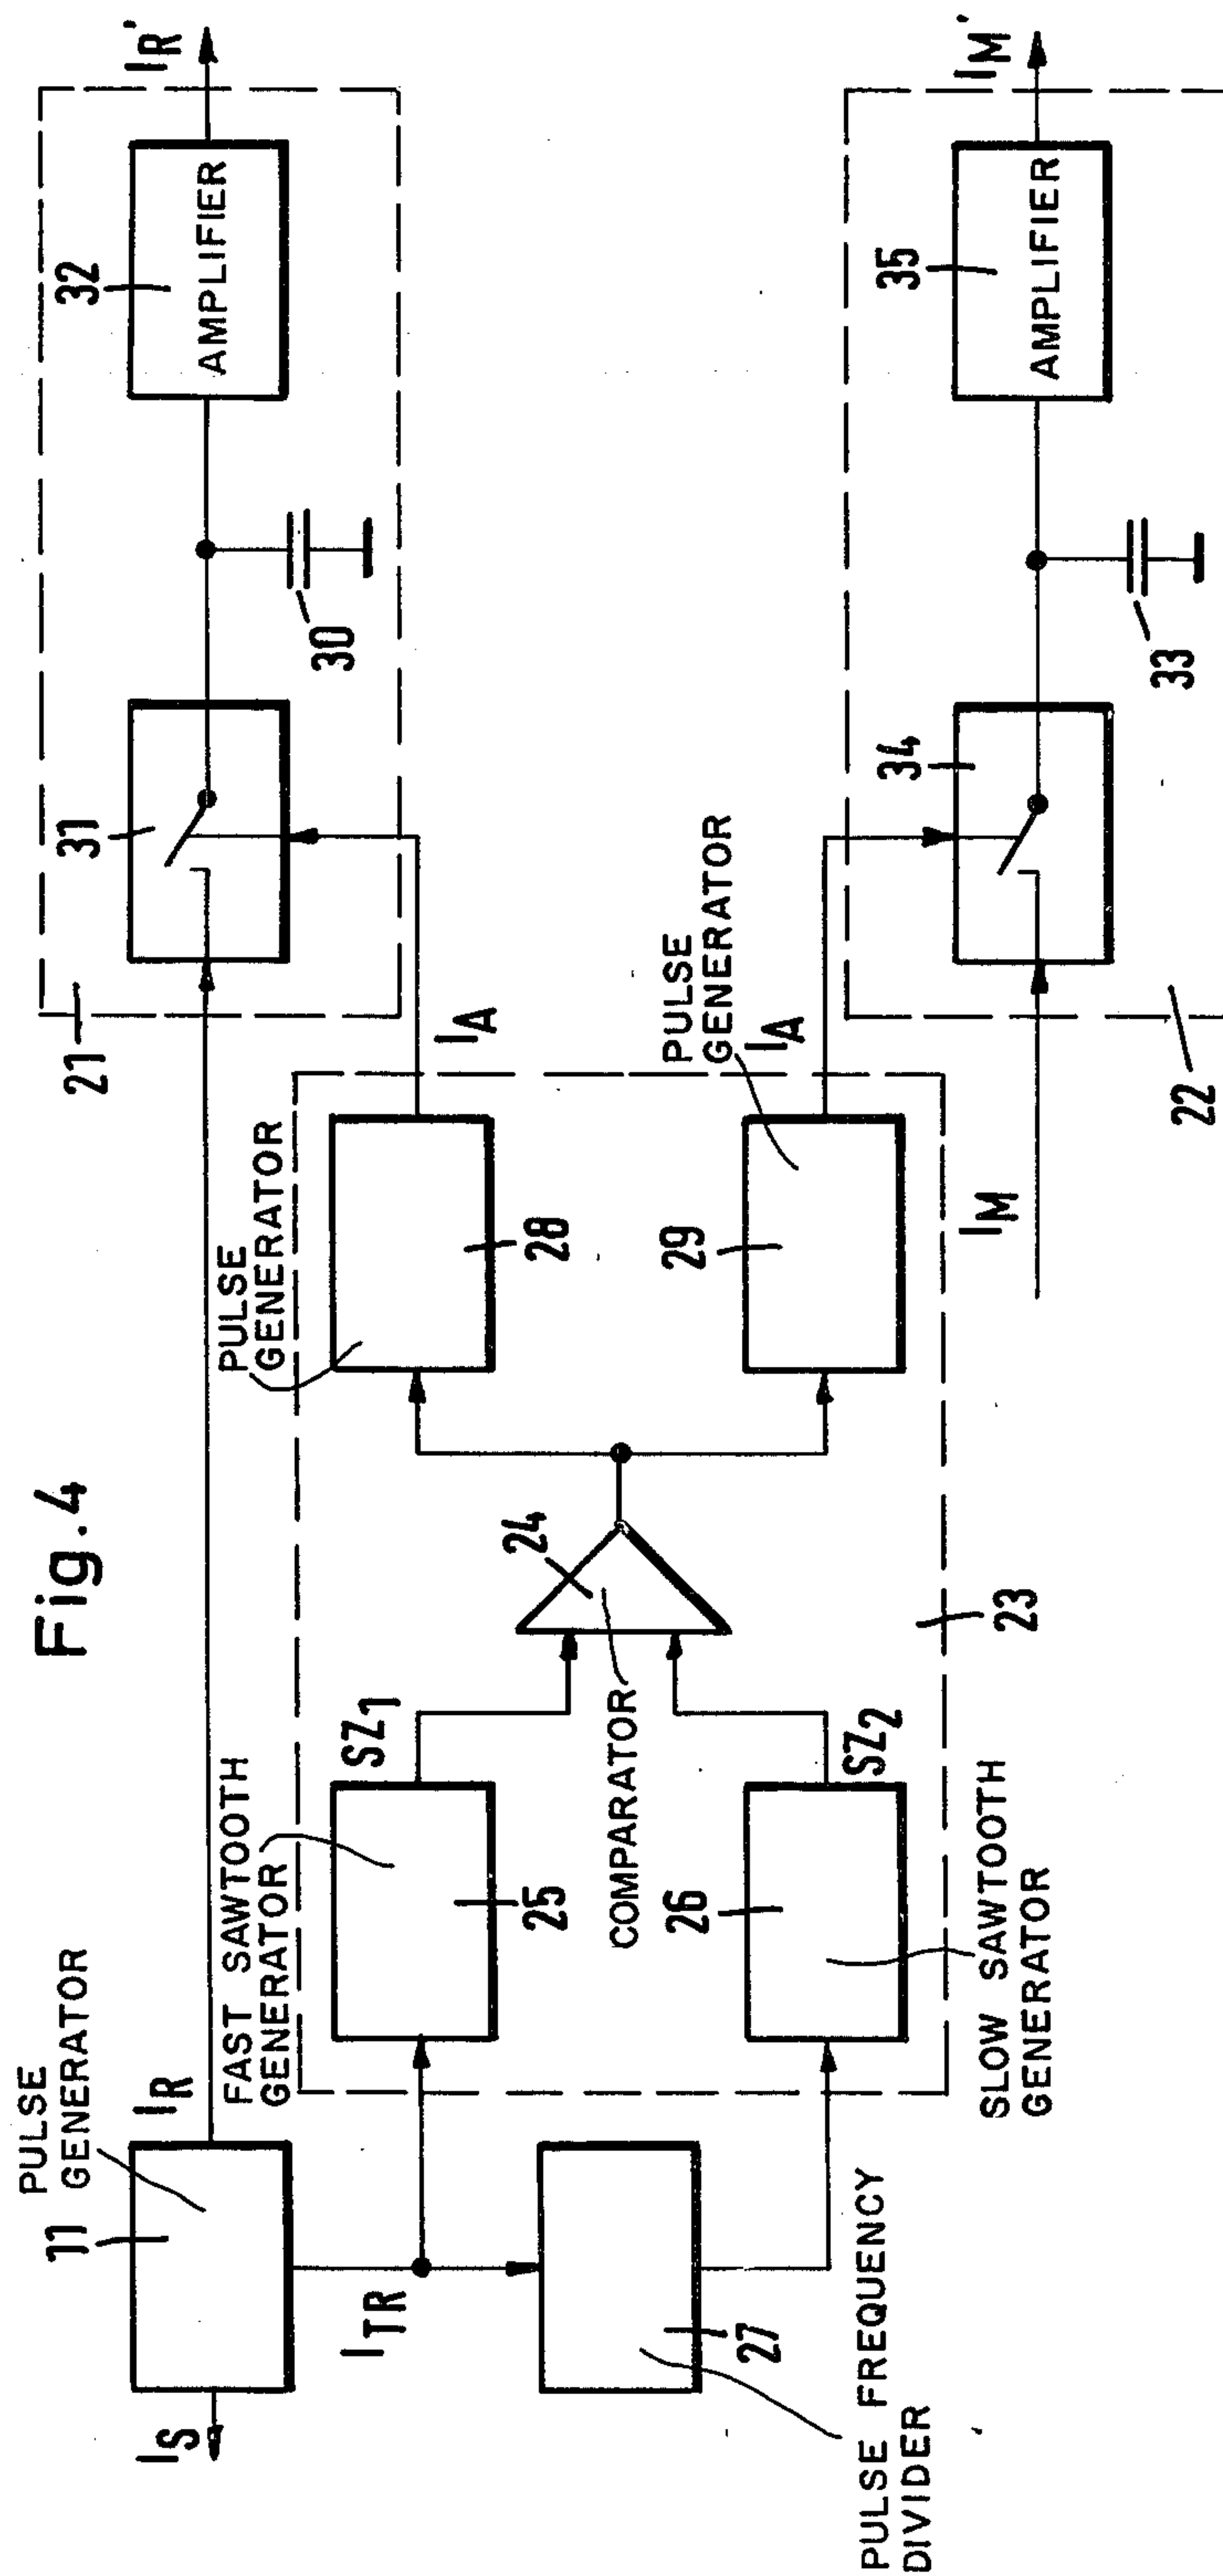 Fig.4
PULSE
GENERATOR
11
I_S
I_R
I_TR
27
PULSE FREQUENCY
DIVIDER
FAST SAWTOOTH
GENERATOR
25
SZ1
SLOW SAWTOOTH
GENERATOR
26
SZ2
COMPARATOR
24
23
PULSE
GENERATOR
28
I_A
PULSE
GENERATOR
29
I_A
I_M
21
31
30
32
AMPLIFIER
I_R'
22
34
33
35
AMPLIFIER
I_M'